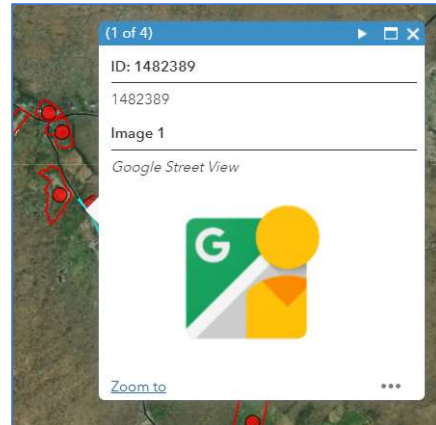 (1 of 4)
ID: 1482389
1482389
Image 1
Google Street View
G
Zoom to